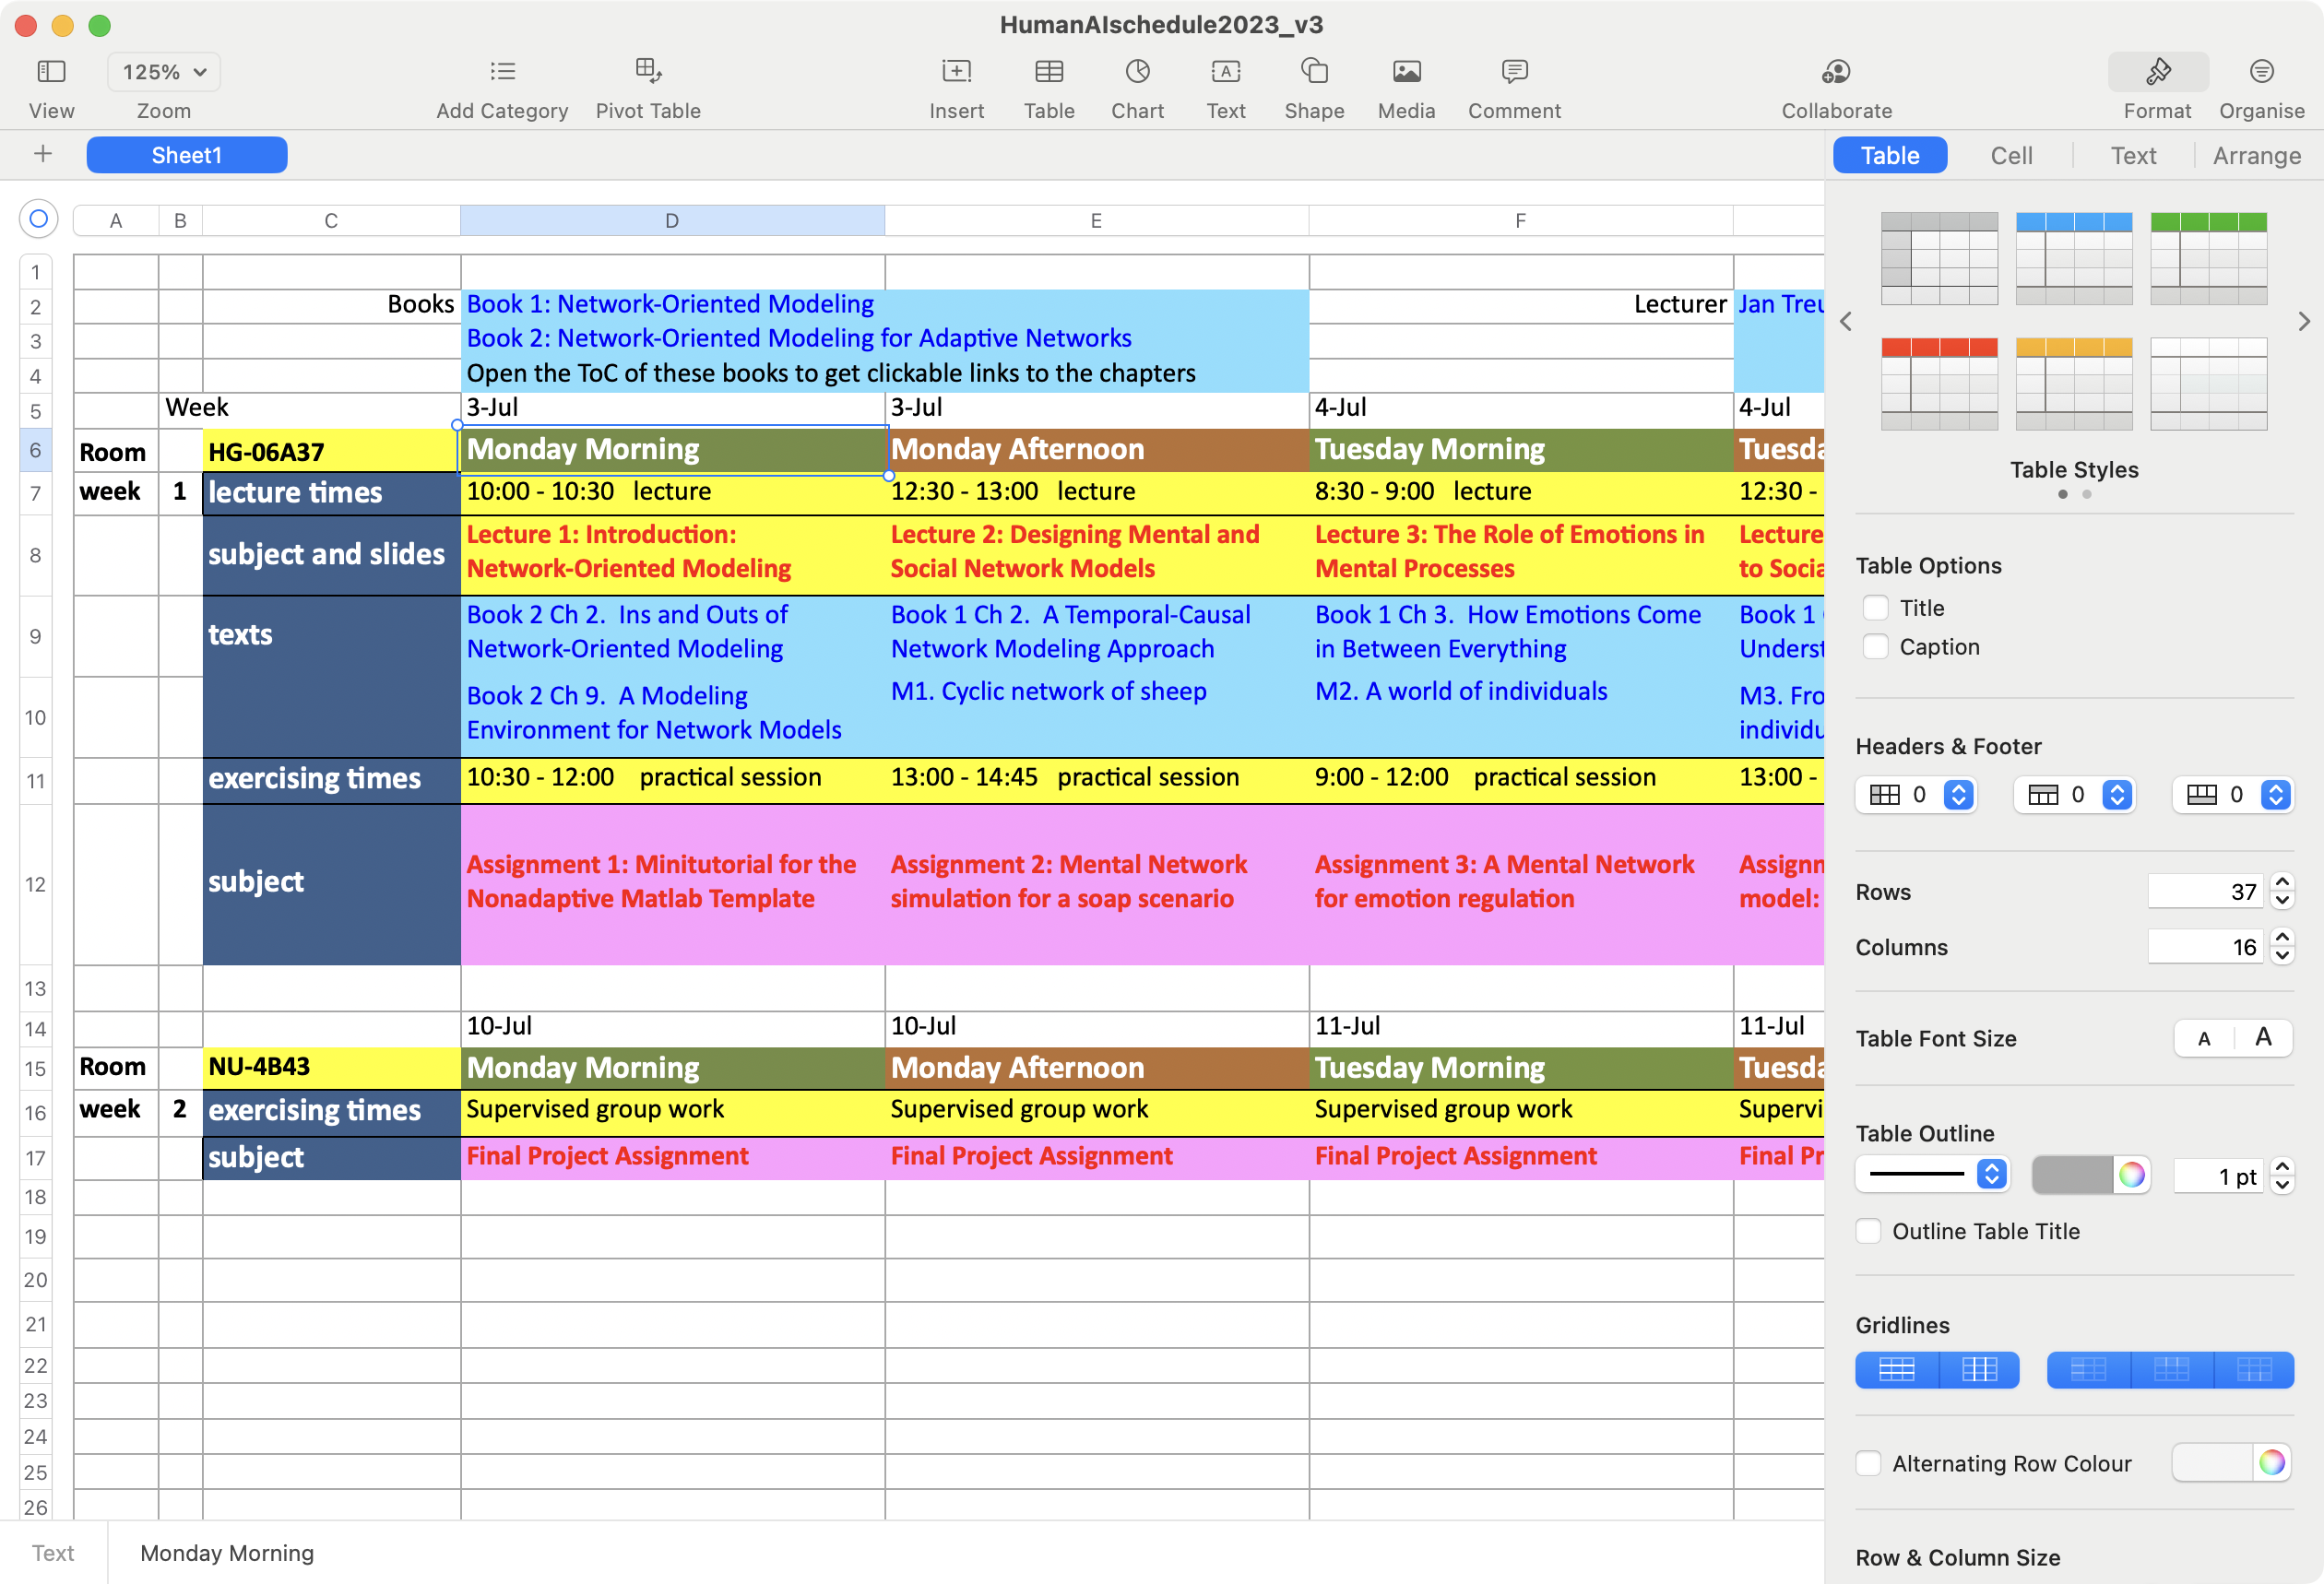 HumanAIschedule2023_v3
125%
View
Zoom
Add Category
Pivot Table
Insert
Table
Chart
Text
Shape
Media
Comment
Collaborate
Format
Organise
Sheet1
Table
Cell
Text
Arrange
A B C D E F
1
2 Books Book 1: Network-Oriented Modeling Lecturer Jan Treu
3 Book 2: Network-Oriented Modeling for Adaptive Networks
4 Open the ToC of these books to get clickable links to the chapters
5 Week 3-Jul 3-Jul 4-Jul 4-Jul
6 Room HG-06A37 Monday Morning Monday Afternoon Tuesday Morning Tuesda
7 week 1 lecture times 10:00 - 10:30 lecture 12:30 - 13:00 lecture 8:30 - 9:00 lecture 12:30 -
8 subject and slides
Lecture 1: Introduction:
Network-Oriented Modeling
Lecture 2: Designing Mental and
Social Network Models
Lecture 3: The Role of Emotions in
Mental Processes
Lecture
to Socia
9 texts
Book 2 Ch 2. Ins and Outs of
Network-Oriented Modeling
Book 1 Ch 2. A Temporal-Causal
Network Modeling Approach
Book 1 Ch 3. How Emotions Come
in Between Everything
Book 1
Underst
10
Book 2 Ch 9. A Modeling
Environment for Network Models
M1. Cyclic network of sheep
M2. A world of individuals
M3. Fro
individu
11 exercising times 10:30 - 12:00 practical session 13:00 - 14:45 practical session 9:00 - 12:00 practical session 13:00 -
12 subject
Assignment 1: Minitutorial for the
Nonadaptive Matlab Template
Assignment 2: Mental Network
simulation for a soap scenario
Assignment 3: A Mental Network
for emotion regulation
Assignm
model:
13
14 10-Jul 10-Jul 11-Jul 11-Jul
15 Room NU-4B43 Monday Morning Monday Afternoon Tuesday Morning Tuesda
16 week 2 exercising times Supervised group work Supervised group work Supervised group work Supervi
17 subject Final Project Assignment Final Project Assignment Final Project Assignment Final Pr
18
19
20
21
22
23
24
25
26
Text Monday Morning
Table Styles
Table Options
Title
Caption
Headers & Footer
0 0 0
Rows 37
Columns 16
Table Font Size A A
Table Outline
1 pt
Outline Table Title
Gridlines
Alternating Row Colour
Row & Column Size